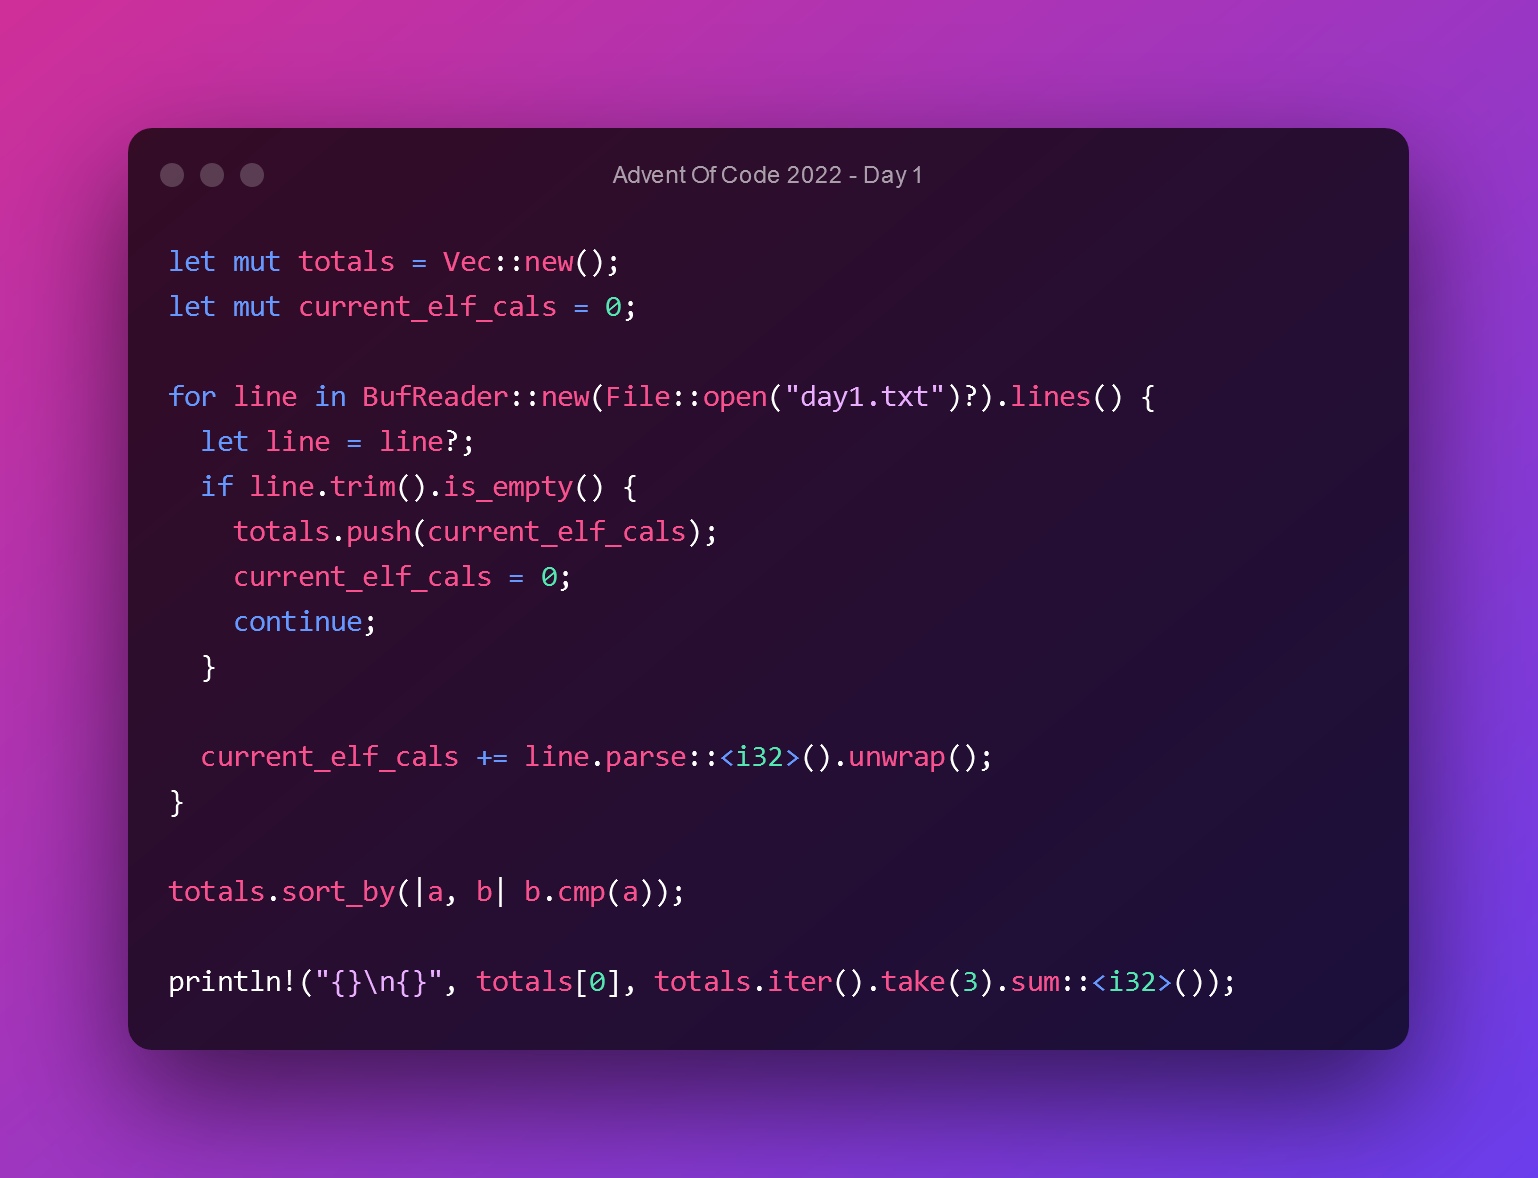 Advent Of Code 2022 - Day 1
let mut totals = Vec::new();
let mut current_elf_cals = 0;

for line in BufReader::new(File::open("day1.txt")?).lines() {
  let line = line?;
  if line.trim().is_empty() {
    totals.push(current_elf_cals);
    current_elf_cals = 0;
    continue;
  }

  current_elf_cals += line.parse::<i32>().unwrap();
}

totals.sort_by(|a, b| b.cmp(a));

println!("{}\n{}", totals[0], totals.iter().take(3).sum::<i32>());